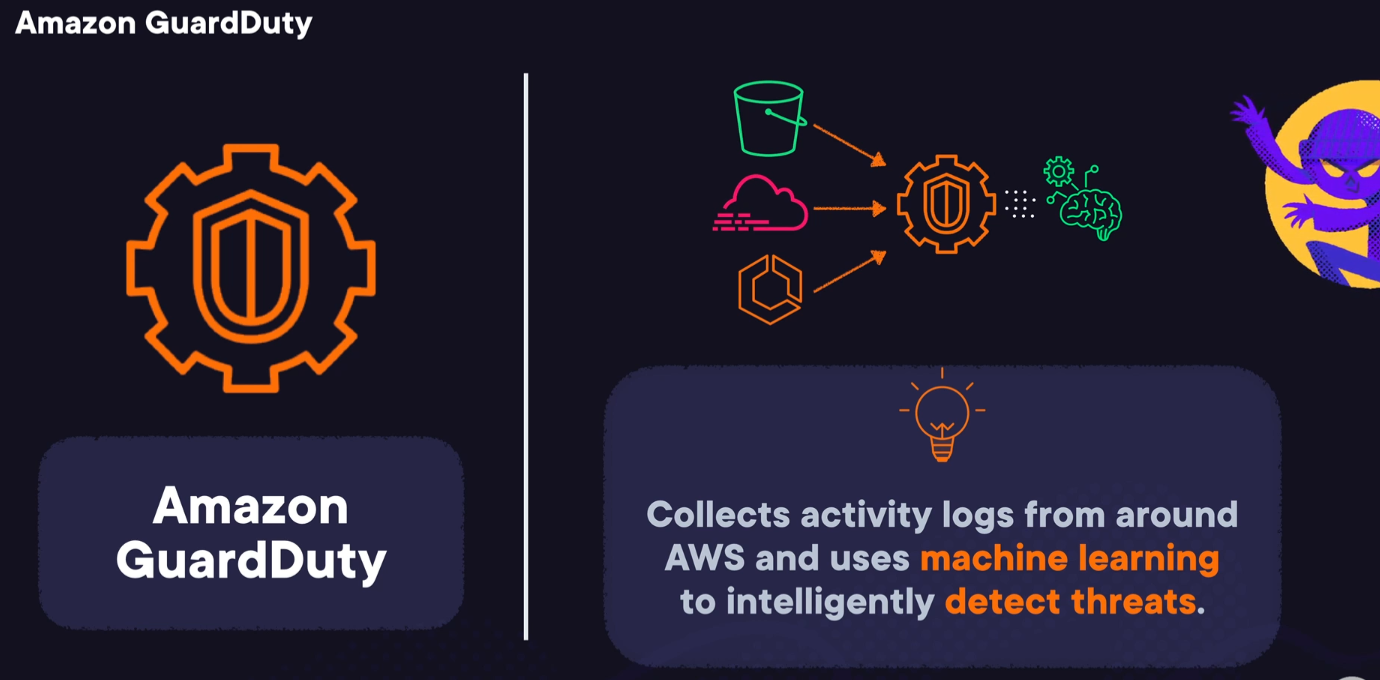 Amazon GuardDuty
Amazon
GuardDuty
Collects activity logs from around
AWS and uses machine learning
to intelligently detect threats.